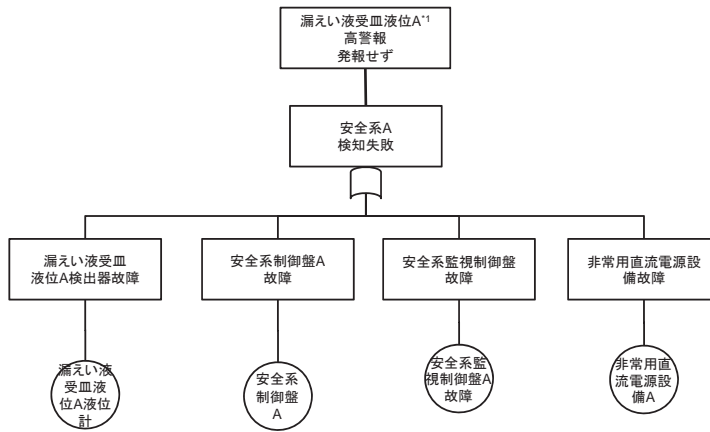 漏えい液受皿液位A*1
高警報
発報せず
安全系A
検知失敗
漏えい液受皿
液位A検出器故障
安全系制御盤A
故障
安全系監視制御盤
故障
非常用直流電源設
備故障
漏えい液
受皿液
位A液位
計
安全系
制御盤
A
安全系監
視制御盤A
故障
非常用直
流電源設
備A